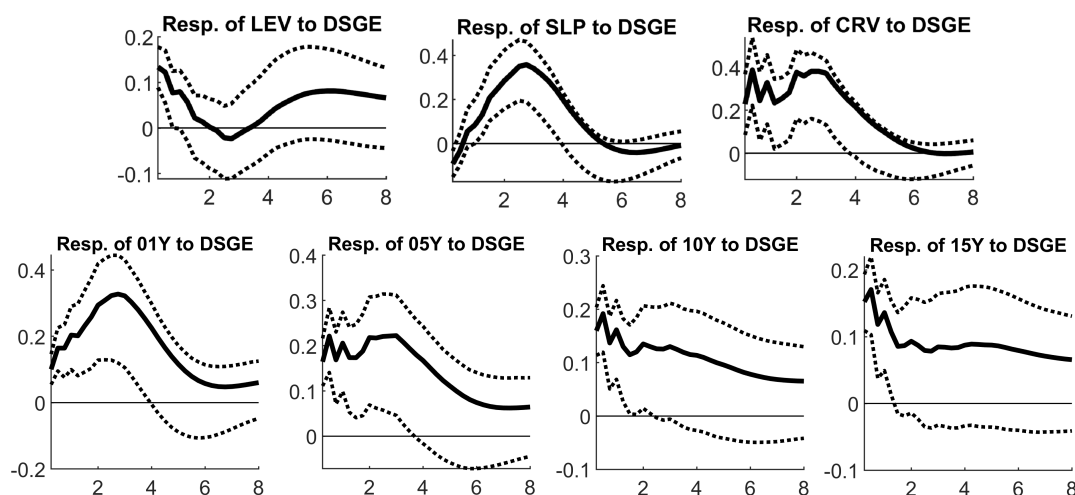 Resp. of LEV to DSGE
0.2
0.1
0
-0.1
2 4 6 8
Resp. of SLP to DSGE
0.4
0.2
0
2 4 6 8
Resp. of CRV to DSGE
0.4
0.2
0
2 4 6 8
Resp. of 01Y to DSGE
0.4
0.2
0
-0.2
2 4 6 8
Resp. of 05Y to DSGE
0.4
0.3
0.2
0.1
0
2 4 6 8
Resp. of 10Y to DSGE
0.3
0.2
0.1
0
-0.1
2 4 6 8
Resp. of 15Y to DSGE
0.2
0.1
0
-0.1
2 4 6 8